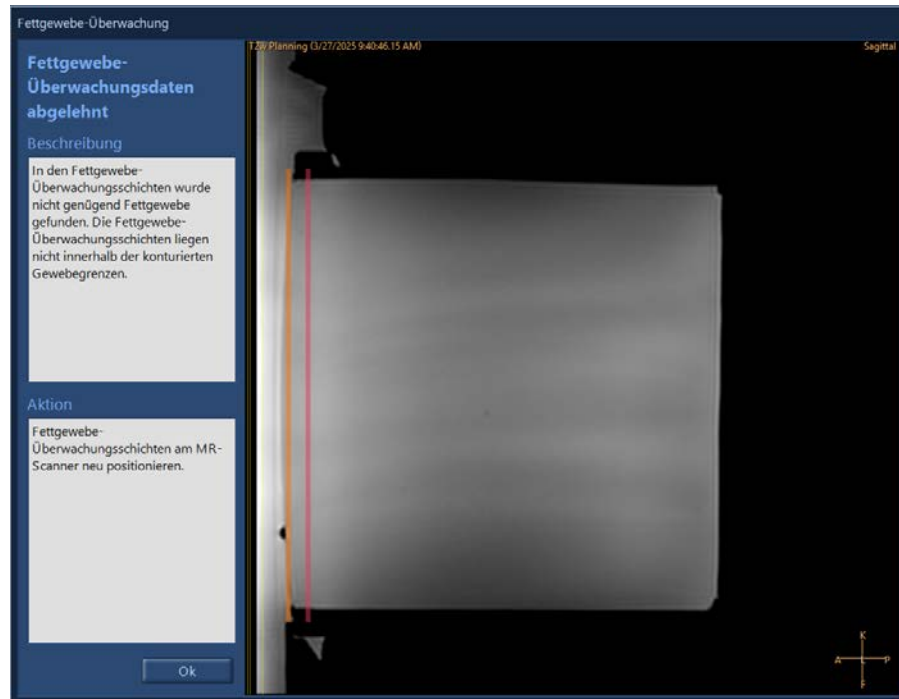 Fettgewebe-Überwachung
Fettgewebe-
Überwachungsdaten
abgelehnt
Beschreibung
In den Fettgewebe-
Überwachungsschichten wurde
nicht genügend Fettgewebe
gefunden. Die Fettgewebe-
Überwachungsschichten liegen
nicht innerhalb der konturierten
Gewebegrenzen.
Aktion
Fettgewebe-
Überwachungsschichten am MR-
Scanner neu positionieren.
Ok
T2w Planning (3/27/2025 9:40:46.15 AM)
Sagittal
K
A L P
F